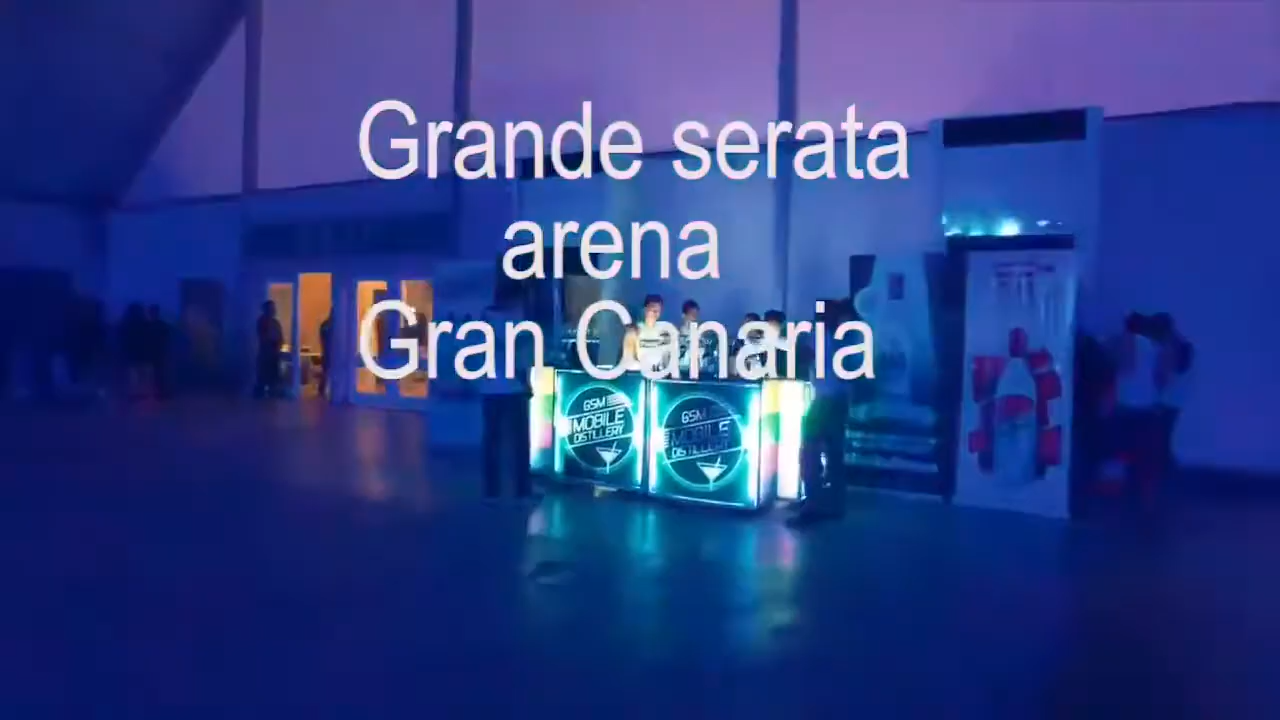 Grande serata
arena
Gran Canaria
GSM
MOBILE
DISTILLERY
GSM
MOBILE
DISTILLERY